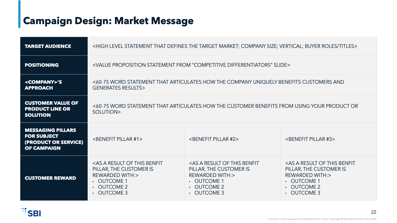 Campaign Design: Market Message
TARGET AUDIENCE
<HIGH LEVEL STATEMENT THAT DEFINES THE TARGET MARKET; COMPANY SIZE; VERTICAL; BUYER ROLES/TITLES>
POSITIONING
<VALUE PROPOSITION STATEMENT FROM "COMPETITIVE DIFFERENTIATORS" SLIDE>
<COMPANY>'S
APPROACH
<60-75 WORD STATEMENT THAT ARTICULATES HOW THE COMPANY UNIQUELY BENEFITS CUSTOMERS AND
GENERATES RESULTS>
CUSTOMER VALUE OF
PRODUCT LINE OR
SOLUTION
<60-75 WORD STATEMENT THAT ARTICULATES HOW THE CUSTOMER BENEFITS FROM USING YOUR PRODUCT OR
SOLUTION>
MESSAGING PILLARS
FOR SUBJECT
(PRODUCT OR SERVICE)
OF CAMPAIGN
<BENEFIT PILLAR #1>
<BENEFIT PILLAR #2>
<BENEFIT PILLAR #3>
CUSTOMER REWARD
<AS A RESULT OF THIS BENFIT
PILLAR, THE CUSTOMER IS
REWARDED WITH:>
• OUTCOME 1
• OUTCOME 2
• OUTCOME 3
<AS A RESULT OF THIS BENFIT
PILLAR, THE CUSTOMER IS
REWARDED WITH:>
• OUTCOME 1
• OUTCOME 2
• OUTCOME 3
<AS A RESULT OF THIS BENFIT
PILLAR, THE CUSTOMER IS
REWARDED WITH:>
• OUTCOME 1
• OUTCOME 2
• OUTCOME 3
SBI
22